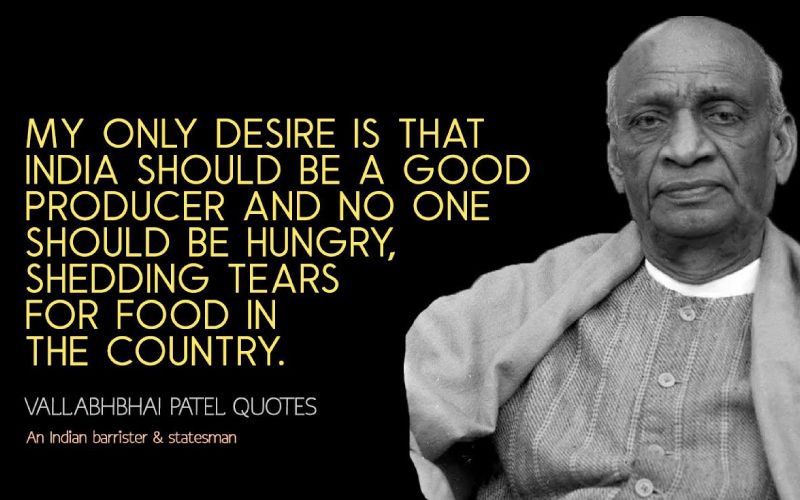 MY ONLY DESIRE IS THAT
INDIA SHOULD BE A GOOD
PRODUCER AND NO ONE
SHOULD BE HUNGRY,
SHEDDING TEARS
FOR FOOD IN
THE COUNTRY.
VALLABHBHAI PATEL QUOTES
An Indian barrister & statesman